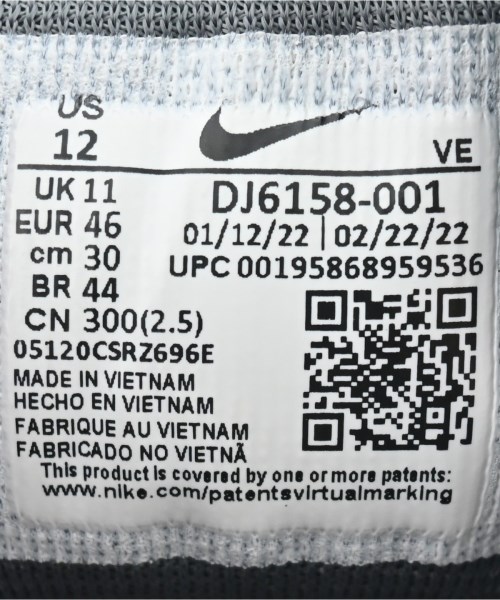 US
12
VE
UK 11
EUR 46
cm 30
BR 44
CN 300(2.5)
DJ6158-001
01/12/22 | 02/22/22
UPC 00195868959536
05120CSRZ696E
MADE IN VIETNAM
HECHO EN VIETNAM
FABRIQUE AU VIETNAM
FABRICADO NO VIETNÃ
This product is covered by one or more patents:
www.nike.com/patentsvirtualmarking